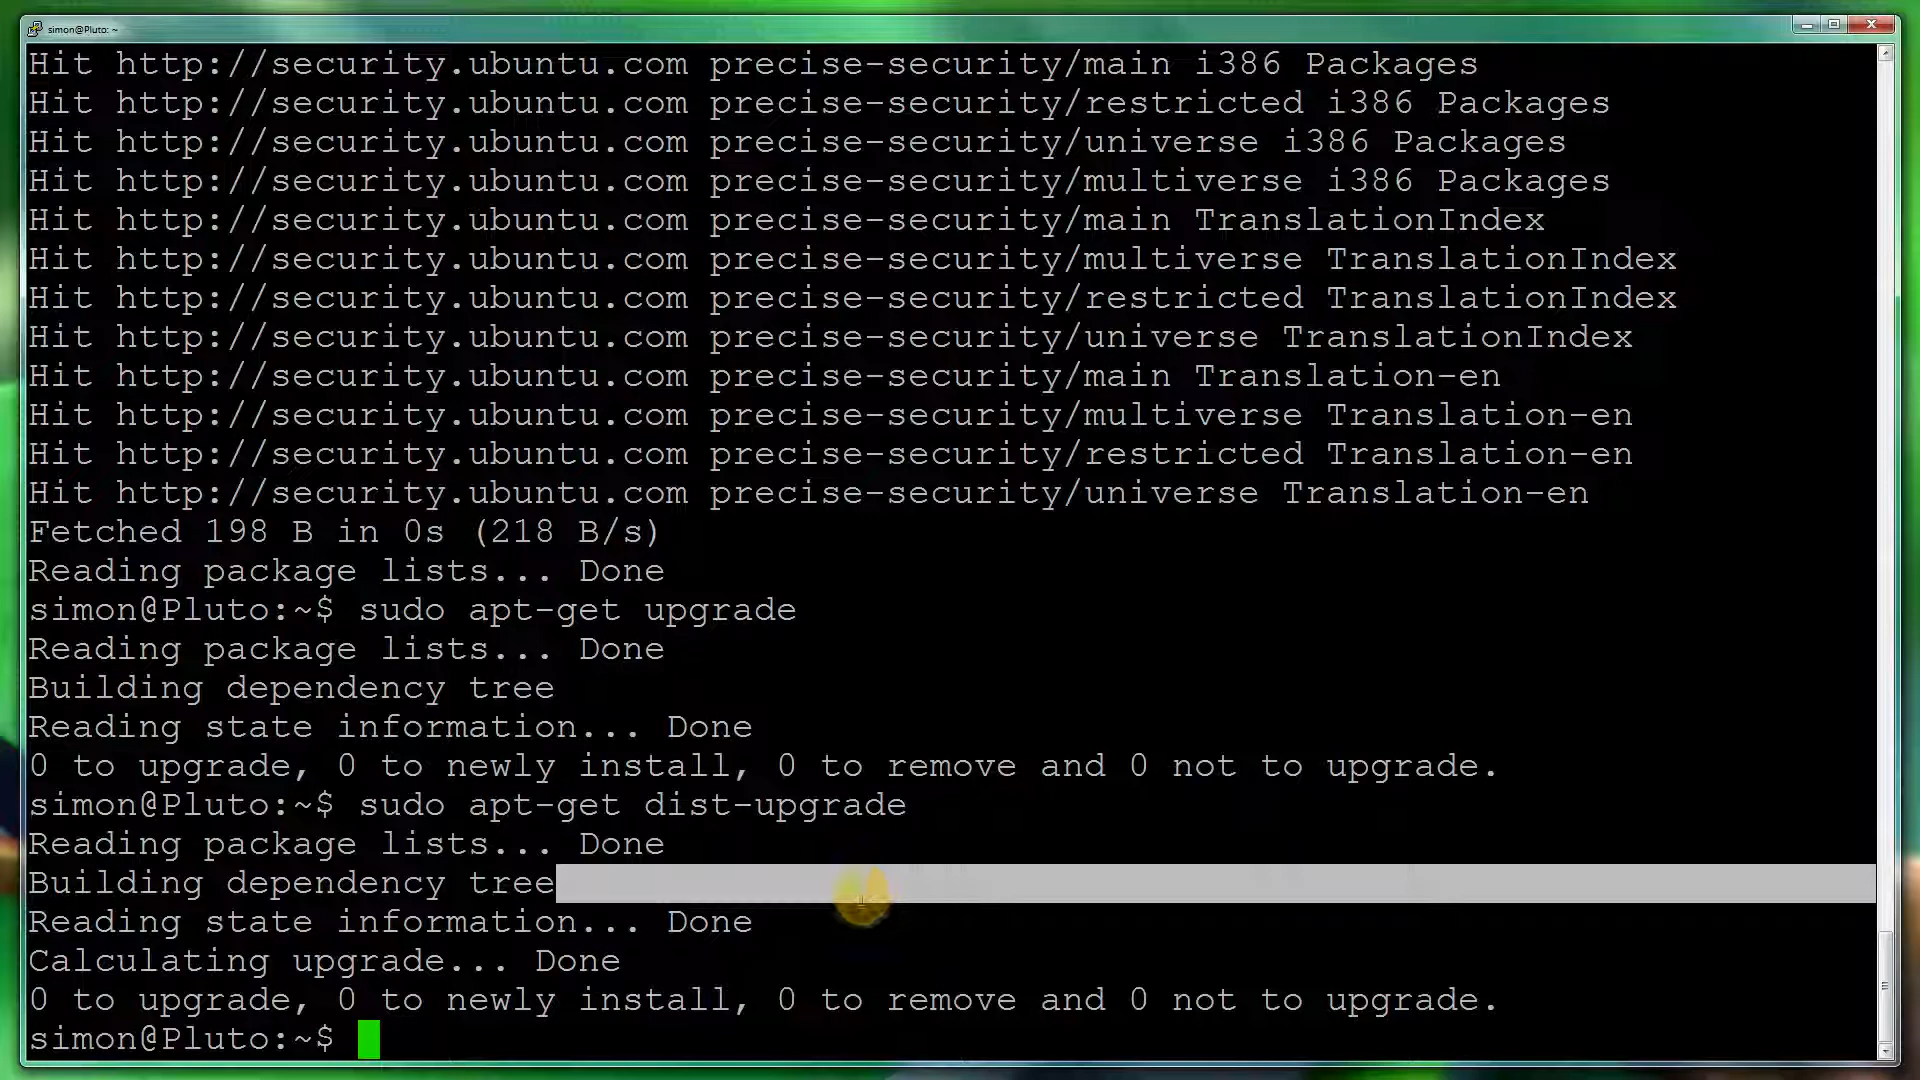 simon@Pluto: ~
Hit http://security.ubuntu.com precise-security/main i386 Packages
Hit http://security.ubuntu.com precise-security/restricted i386 Packages
Hit http://security.ubuntu.com precise-security/universe i386 Packages
Hit http://security.ubuntu.com precise-security/multiverse i386 Packages
Hit http://security.ubuntu.com precise-security/main TranslationIndex
Hit http://security.ubuntu.com precise-security/multiverse TranslationIndex
Hit http://security.ubuntu.com precise-security/restricted TranslationIndex
Hit http://security.ubuntu.com precise-security/universe TranslationIndex
Hit http://security.ubuntu.com precise-security/main Translation-en
Hit http://security.ubuntu.com precise-security/multiverse Translation-en
Hit http://security.ubuntu.com precise-security/restricted Translation-en
Hit http://security.ubuntu.com precise-security/universe Translation-en
Fetched 198 B in 0s (218 B/s)
Reading package lists... Done
simon@Pluto:~$ sudo apt-get upgrade
Reading package lists... Done
Building dependency tree
Reading state information... Done
0 to upgrade, 0 to newly install, 0 to remove and 0 not to upgrade.
simon@Pluto:~$ sudo apt-get dist-upgrade
Reading package lists... Done
Building dependency tree
Reading state information... Done
Calculating upgrade... Done
0 to upgrade, 0 to newly install, 0 to remove and 0 not to upgrade.
simon@Pluto:~$